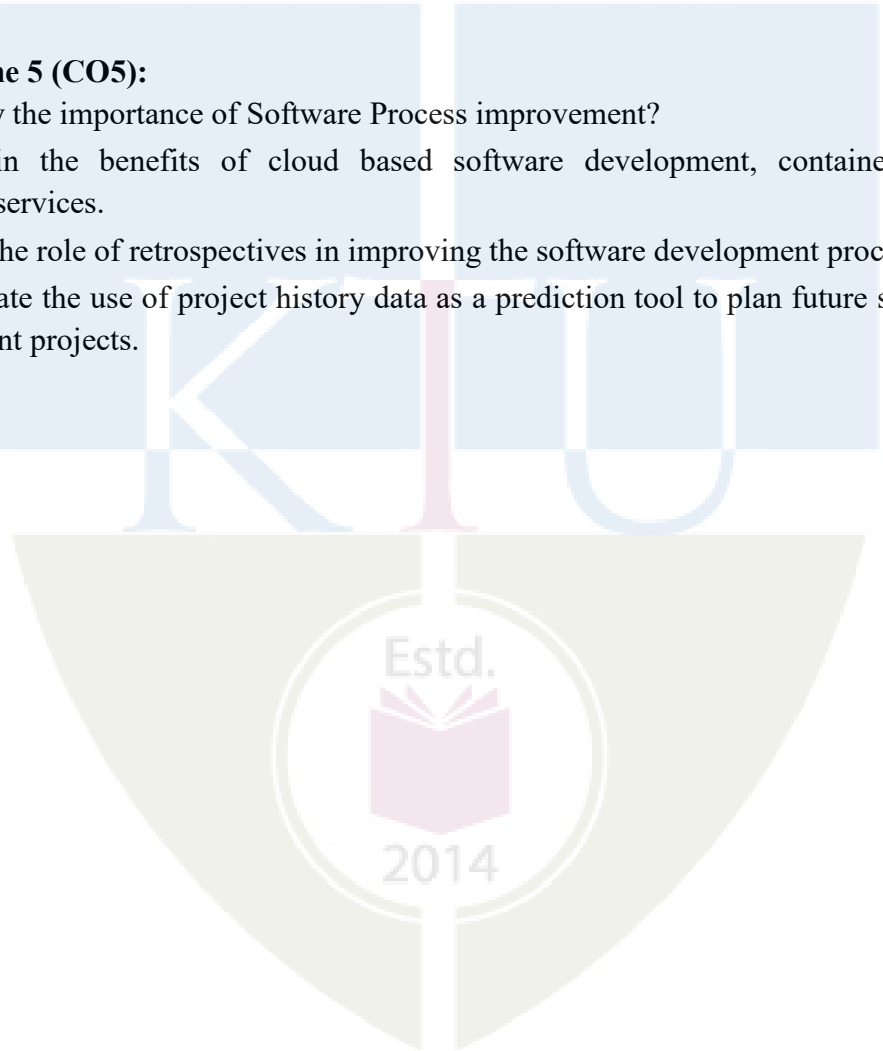 ne 5 (CO5):
y the importance of Software Process improvement?
in the benefits of cloud based software development, containe
services.
he role of retrospectives in improving the software development proc
ate the use of project history data as a prediction tool to plan future s
nt projects.
KTU
Estd.
2014